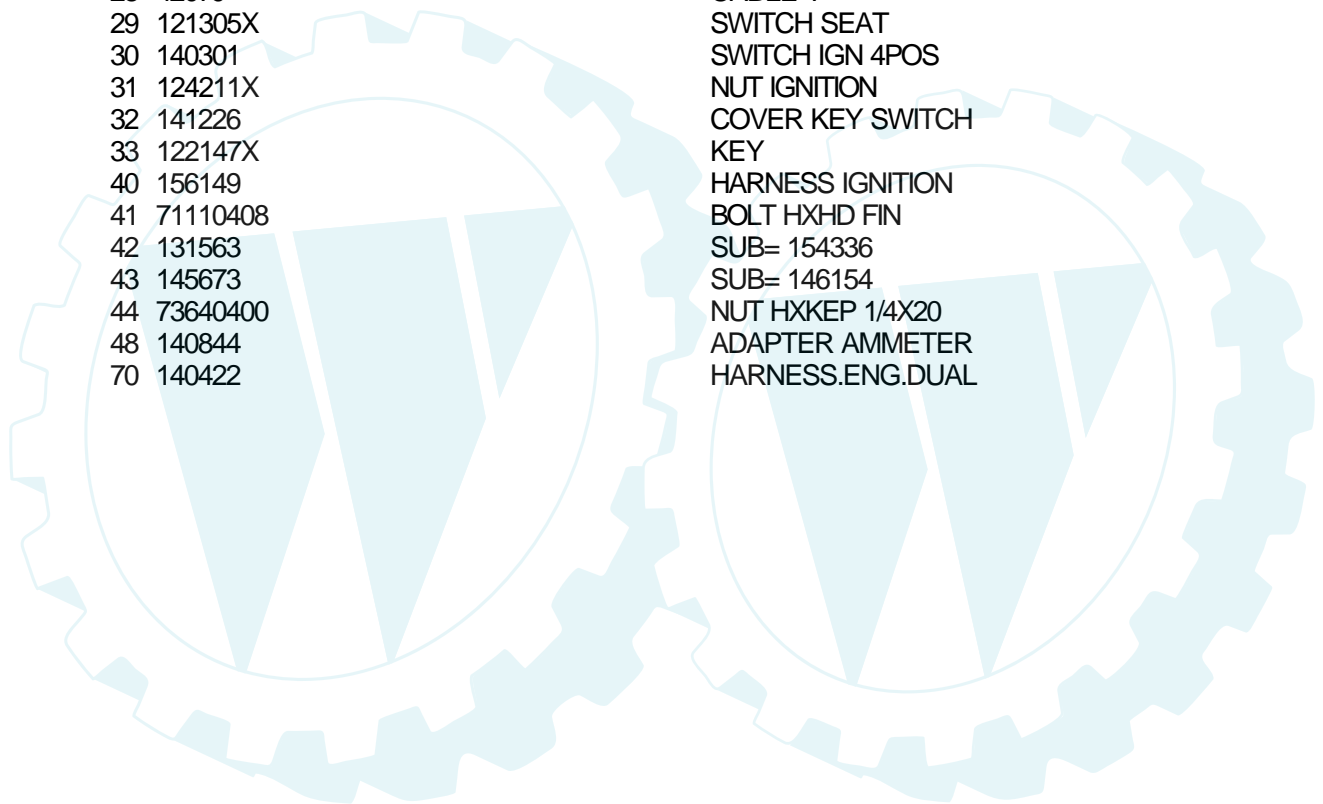 29 121305X SWITCH SEAT
30 140301 SWITCH IGN 4POS
31 124211X NUT IGNITION
32 141226 COVER KEY SWITCH
33 122147X KEY
40 156149 HARNESS IGNITION
41 71110408 BOLT HXHD FIN
42 131563 SUB= 154336
43 145673 SUB= 146154
44 73640400 NUT HXKEP 1/4X20
48 140844 ADAPTER AMMETER
70 140422 HARNESS.ENG.DUAL